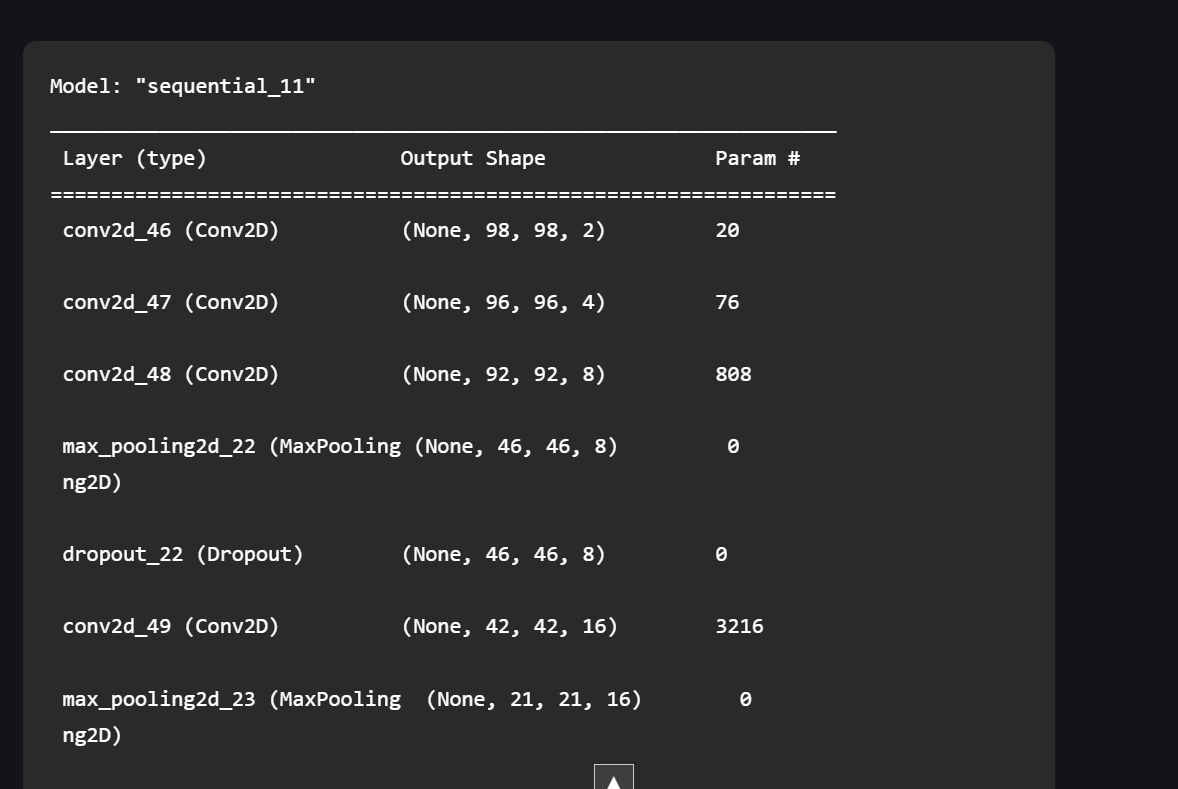 Model: "sequential_11"
_________________________________________________________________
Layer (type) Output Shape Param #
=================================================================
conv2d_46 (Conv2D) (None, 98, 98, 2) 20
conv2d_47 (Conv2D) (None, 96, 96, 4) 76
conv2d_48 (Conv2D) (None, 92, 92, 8) 808
max_pooling2d_22 (MaxPooling (None, 46, 46, 8) 0
ng2D)
dropout_22 (Dropout) (None, 46, 46, 8) 0
conv2d_49 (Conv2D) (None, 42, 42, 16) 3216
max_pooling2d_23 (MaxPooling (None, 21, 21, 16) 0
ng2D)